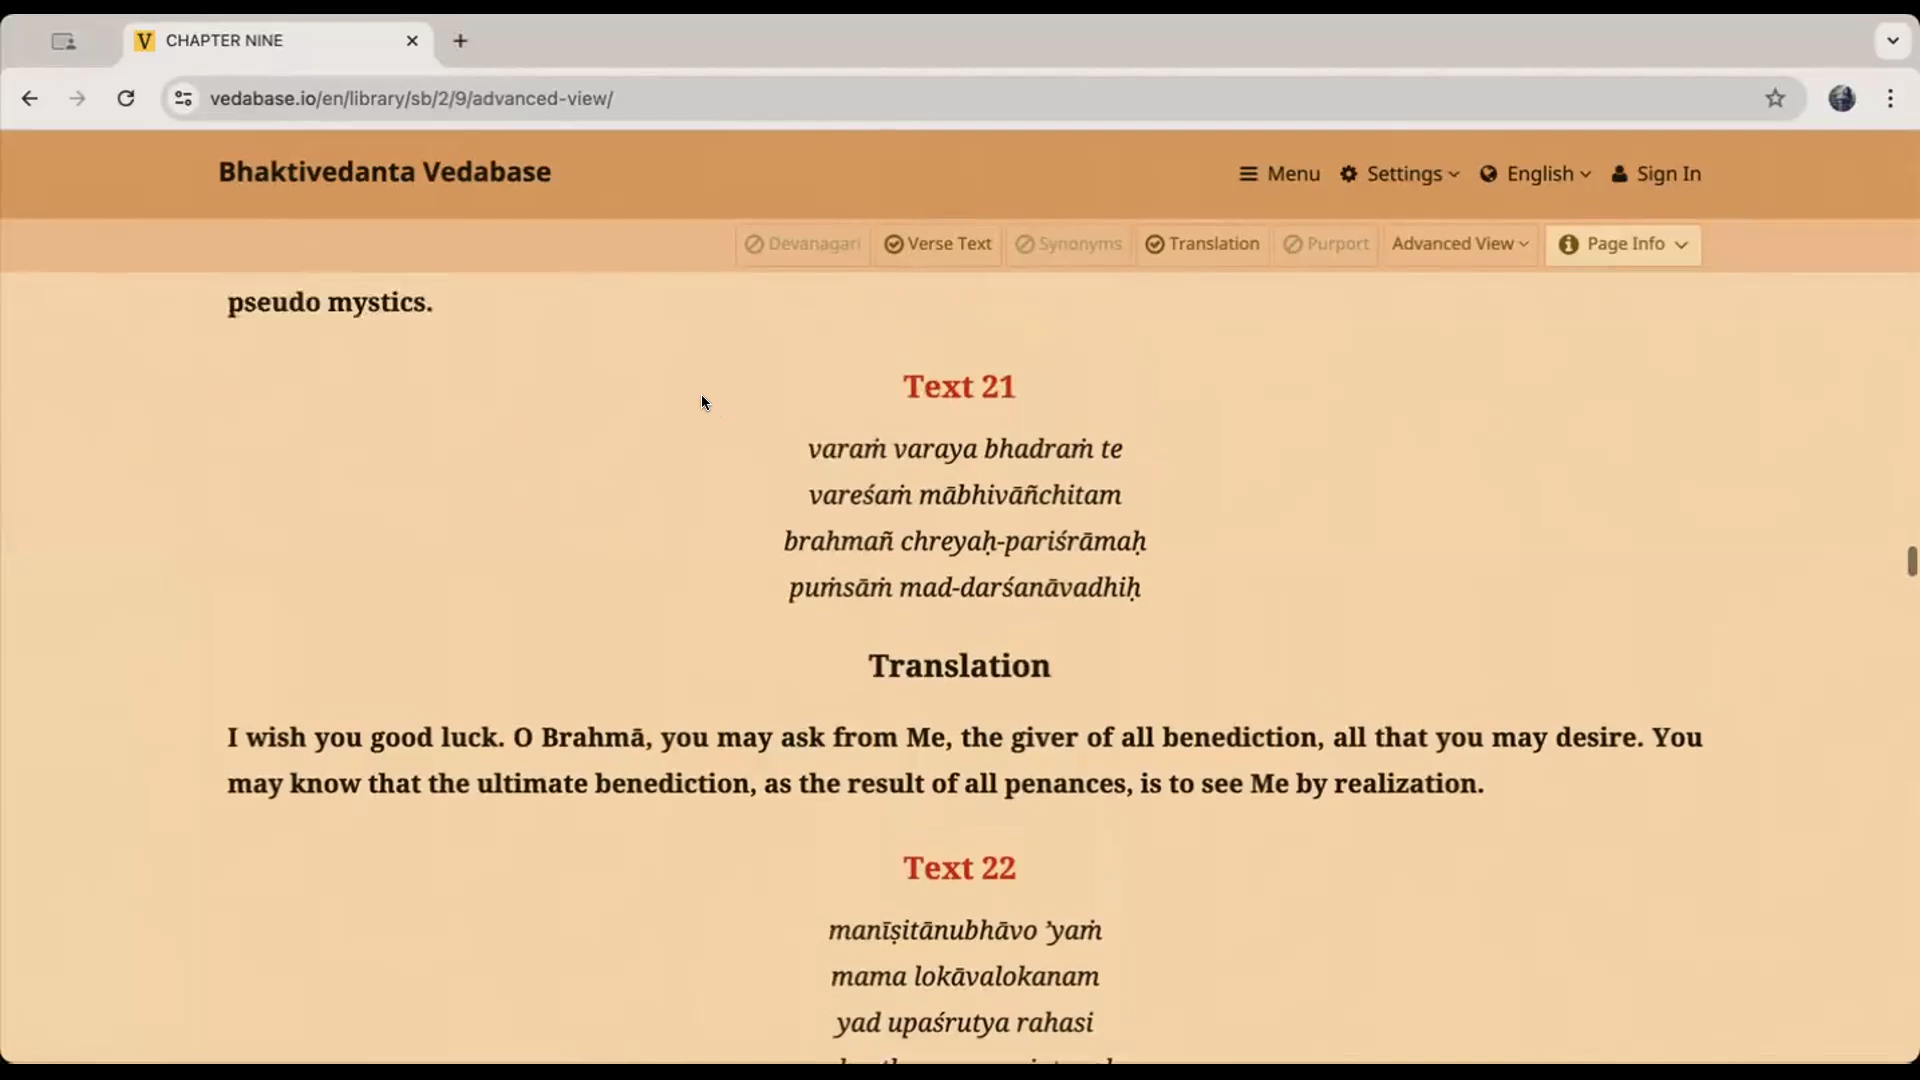 CHAPTER NINE
vedabase.io/en/library/sb/2/9/advanced-view/
Bhaktivedanta Vedabase
Menu Settings English Sign In
Devanagari Verse Text Synonyms Translation Purport Advanced View Page Info
pseudo mystics.
Text 21
varaṁ varaya bhadraṁ te
vareśaṁ mābhivāñchitam
brahmañ chreyaḥ-pariśrāmaḥ
puṁsāṁ mad-darśanāvadhiḥ
Translation
I wish you good luck. O Brahmā, you may ask from Me, the giver of all benediction, all that you may desire. You
may know that the ultimate benediction, as the result of all penances, is to see Me by realization.
Text 22
manīṣitānubhāvo ’yaṁ
mama lokāvalokanam
yad upaśrutya rahasi